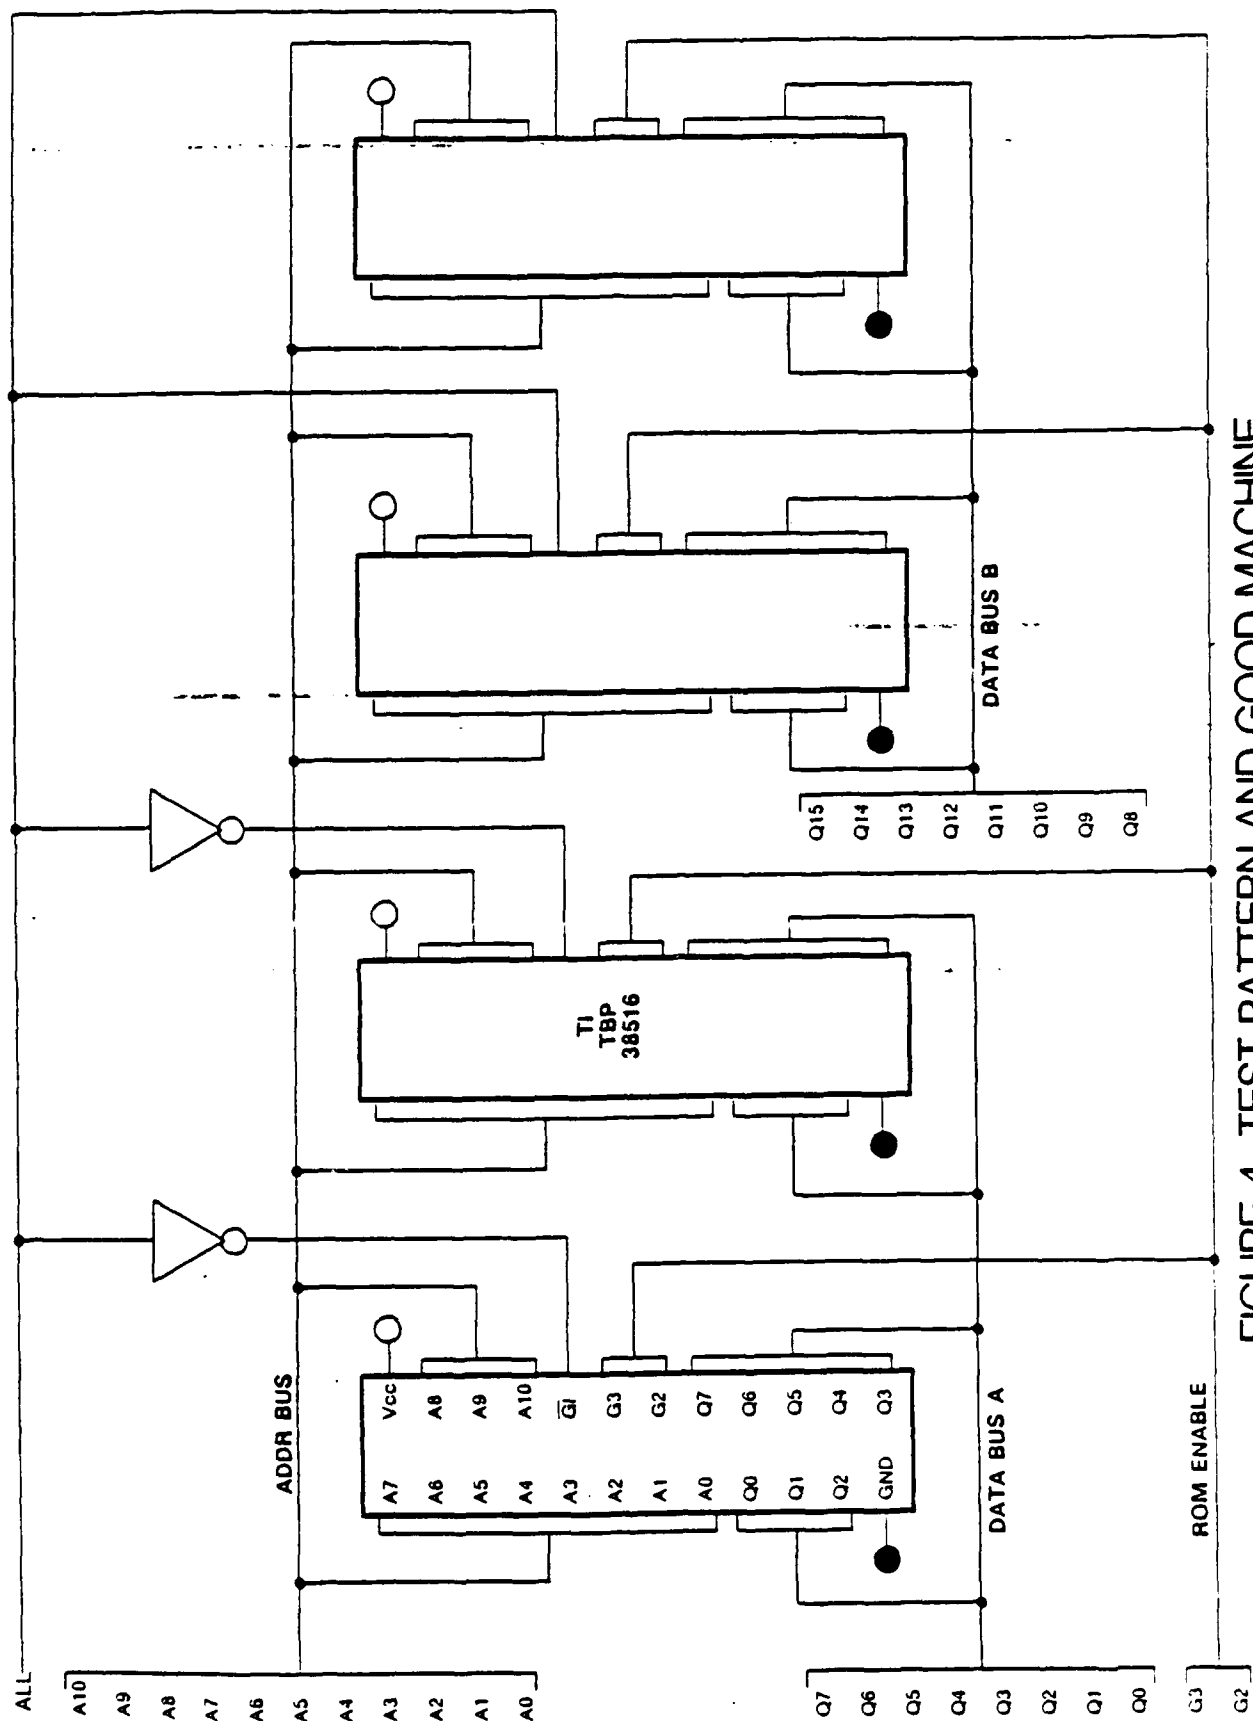 ALL
A10
A9
A8
A7
A6
A5
A4
A3
A2
A1
A0
Q7
Q6
Q5
Q4
Q3
Q2
Q1
Q0
G3
G2
ADDR BUS
DATA BUS A
ROM ENABLE
A7
A6
A5
A4
A3
A2
A1
A0
Q0
Q1
Q2
GND
Vcc
A8
A9
A10
G̅I̅
G3
G2
Q7
Q6
Q5
Q4
Q3
TI
TBP
38516
Q15
Q14
Q13
Q12
Q11
Q10
Q9
Q8
DATA BUS B
FIGURE 4 TEST PATTERN AND GOOD MACHINE